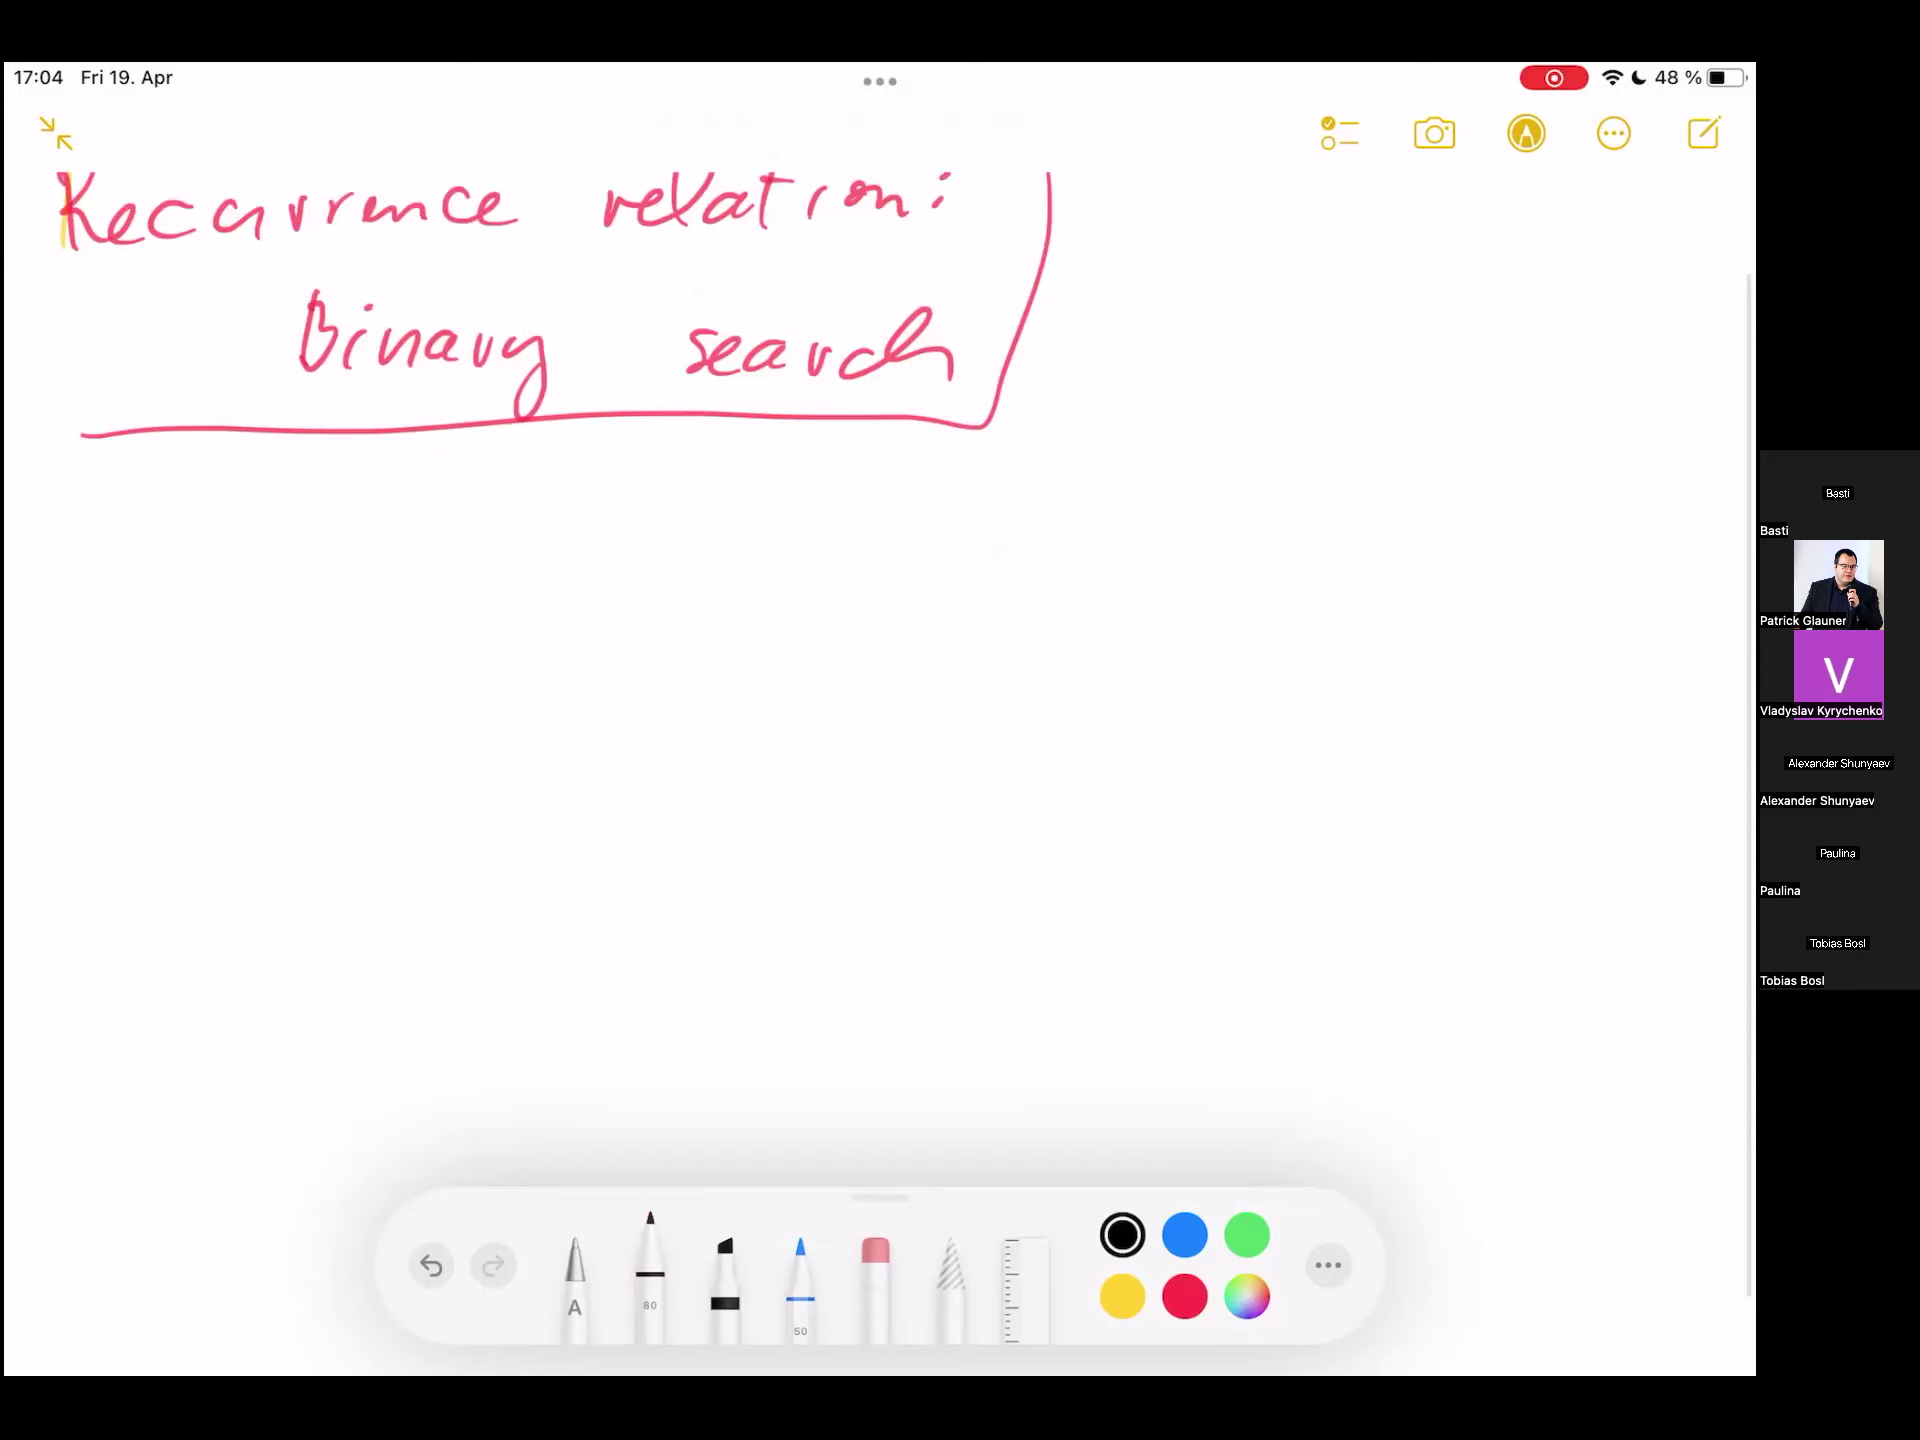 17:04 Fri 19. Apr
48 %
Recurrence relation:
Binary search
Basti
Basti
Patrick Glauner
V
Vladyslav Kyrychenko
Alexander Shunyaev
Alexander Shunyaev
Paulina
Paulina
Tobias Bosl
Tobias Bosl
A
80
50